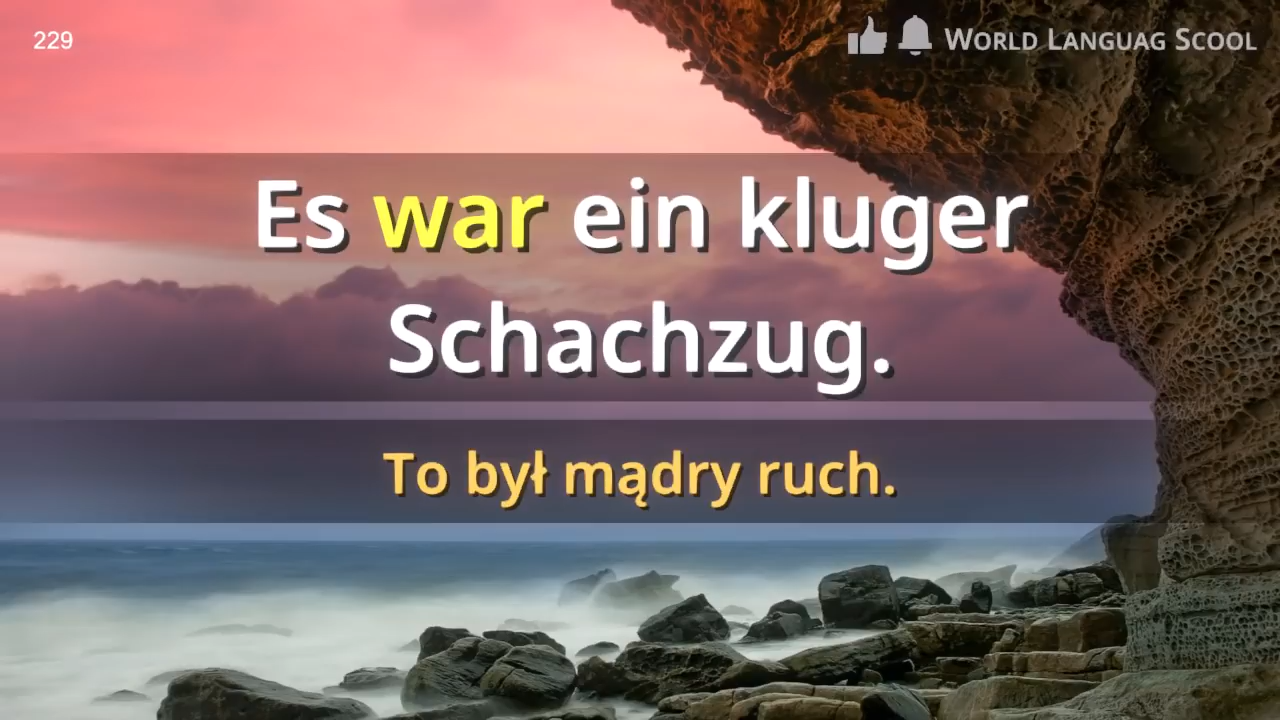 229
WORLD LANGUAG SCOOL
Es war ein kluger
Schachzug.
To był mądry ruch.